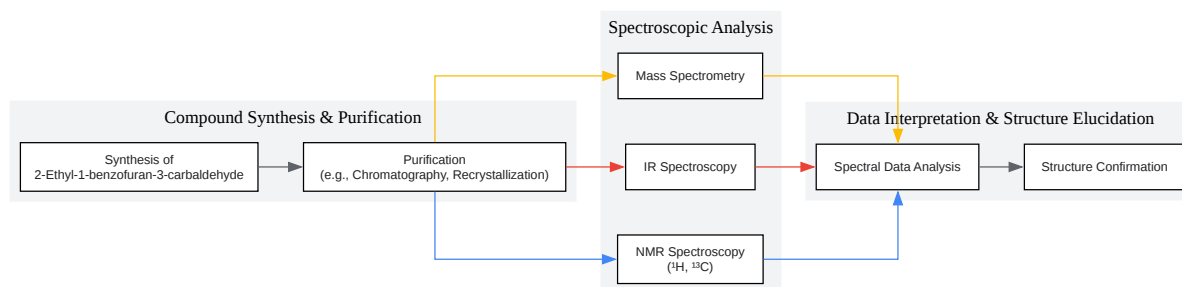 Spectroscopic Analysis
Mass Spectrometry
Compound Synthesis & Purification
Data Interpretation & Structure Elucidation
Synthesis of
2-Ethyl-1-benzofuran-3-carbaldehyde
Purification
(e.g., Chromatography, Recrystallization)
IR Spectroscopy
Spectral Data Analysis
Structure Confirmation
NMR Spectroscopy
(¹H, ¹³C)